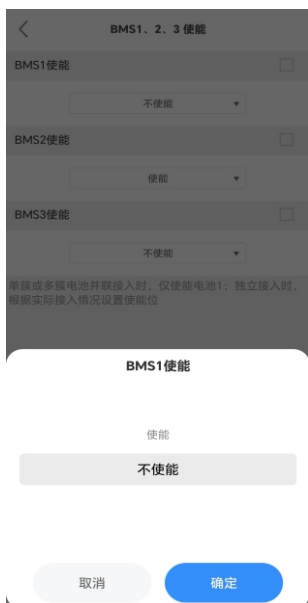 BMS1、2、3 使能
BMS1使能
不使能
BMS2使能
使能
BMS3使能
不使能
单簇或多簇电池并联接入时，仅使能电池1；独立接入时，
根据实际接入情况设置使能位
BMS1使能
使能
不使能
取消
确定